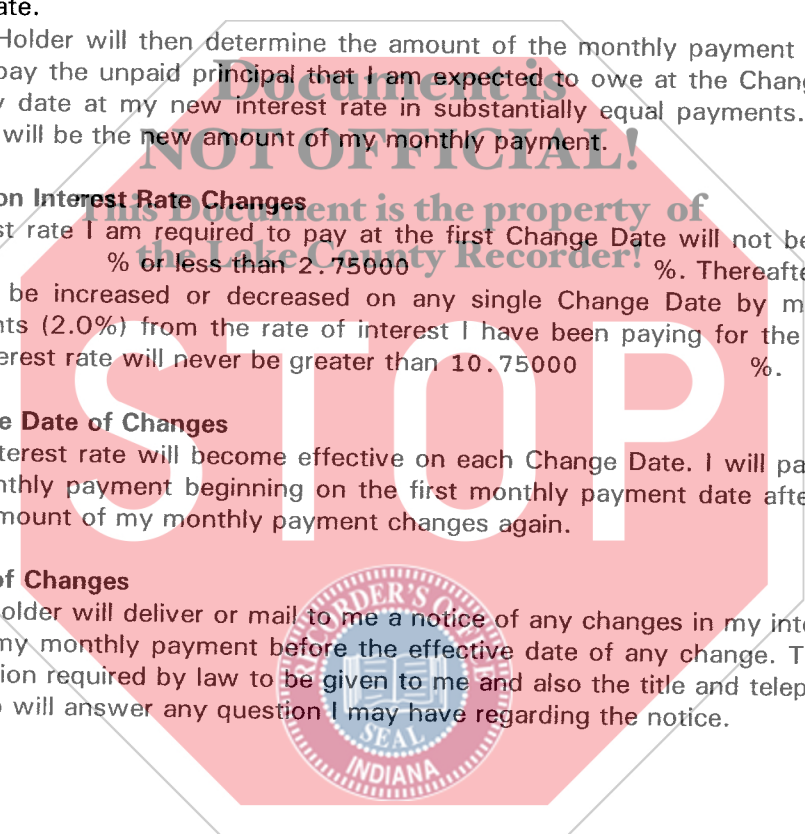 ate.
Holder will then determine the amount of the monthly payment
pay the unpaid principal that I am expected to owe at the Chang
y date at my new interest rate in substantially equal payments.
will be the new amount of my monthly payment.
Document is
NOT OFFICIAL!
This Document is the property of
the Lake County Recorder!
on Interest Rate Changes
st rate I am required to pay at the first Change Date will not be
% or less than 2.75000 %. Thereafte
be increased or decreased on any single Change Date by m
nts (2.0%) from the rate of interest I have been paying for the
erest rate will never be greater than 10.75000 %.
STOP
e Date of Changes
terest rate will become effective on each Change Date. I will pa
nthly payment beginning on the first monthly payment date afte
mount of my monthly payment changes again.
of Changes
older will deliver or mail to me a notice of any changes in my inte
my monthly payment before the effective date of any change. T
ion required by law to be given to me and also the title and telep
o will answer any question I may have regarding the notice.
RECORDER'S OFFICE
SEAL
INDIANA